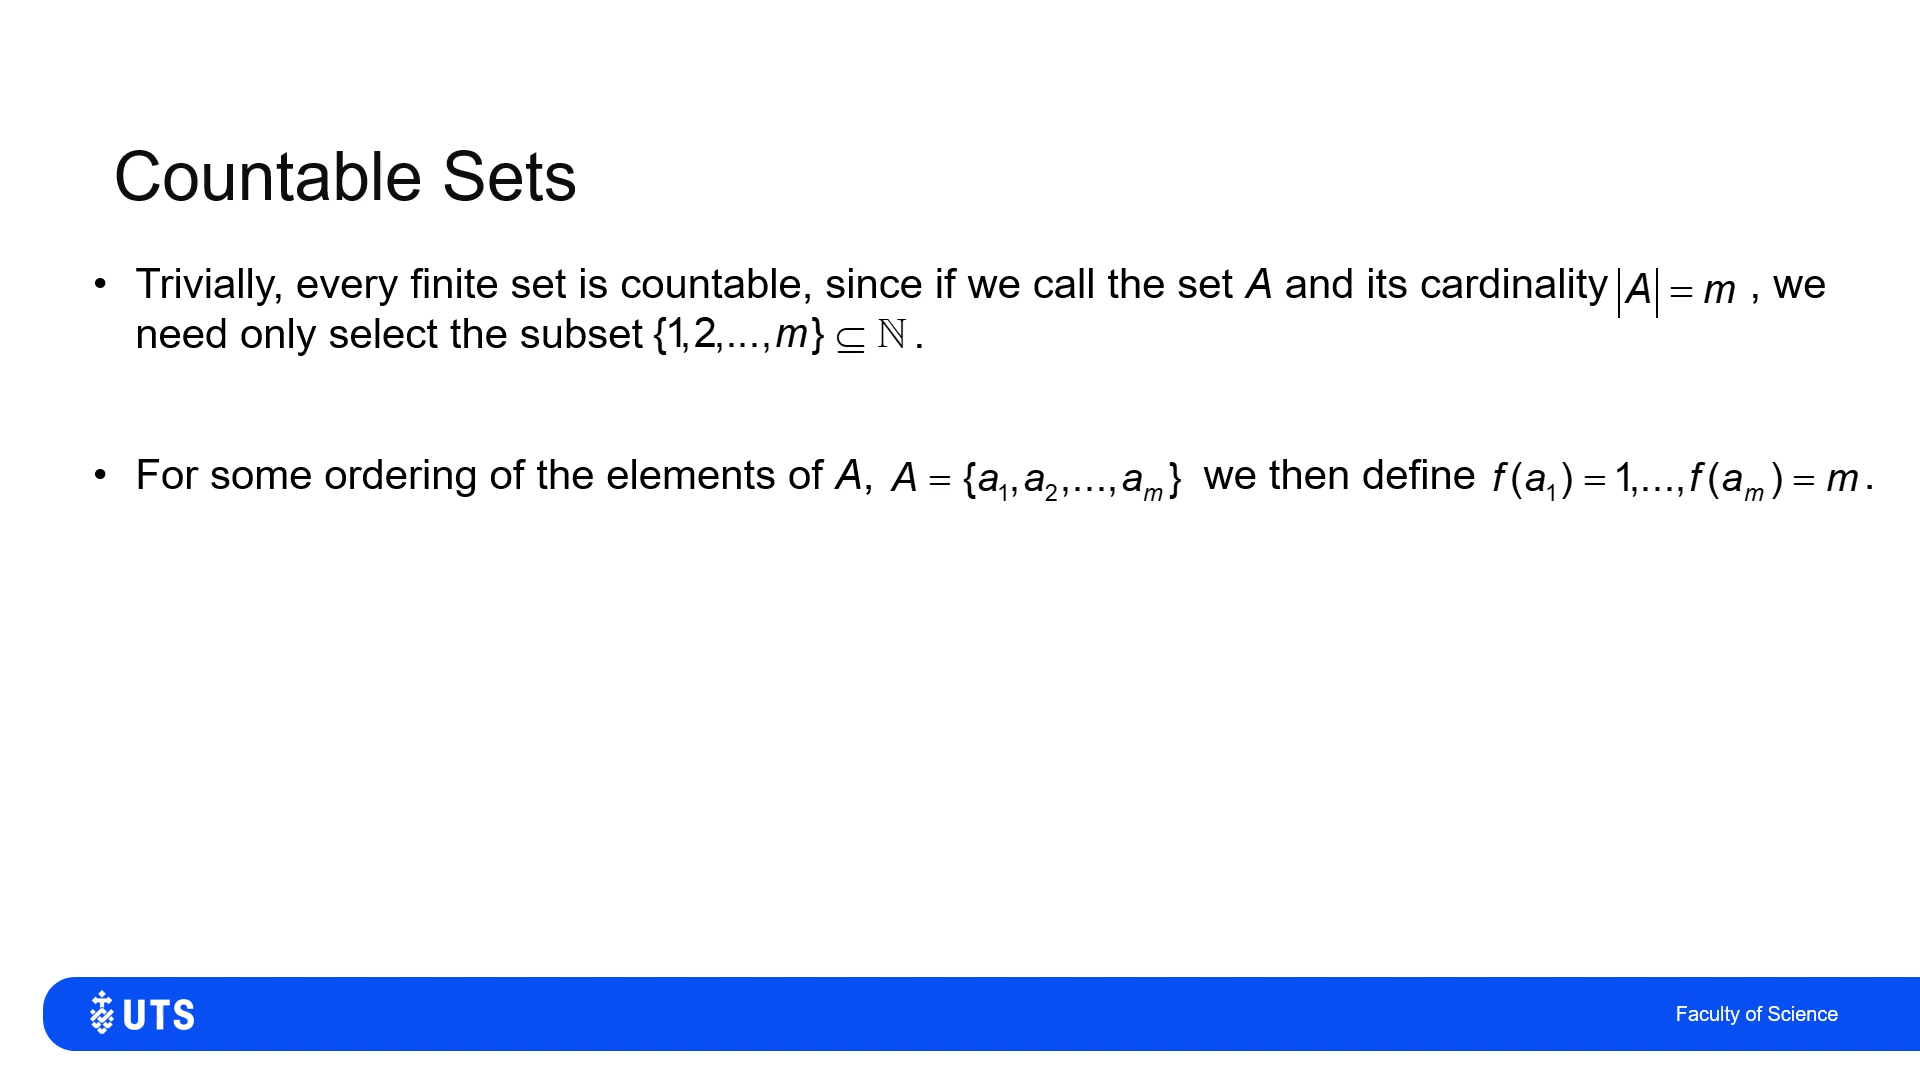 Countable Sets
• Trivially, every finite set is countable, since if we call the set A and its cardinality |A| = m , we
need only select the subset {1,2,...,m} ⊆ ℕ .
• For some ordering of the elements of A, A = {a₁,a₂,...,aₘ} we then define f(a₁) = 1,...,f(aₘ) = m .
UTS
Faculty of Science